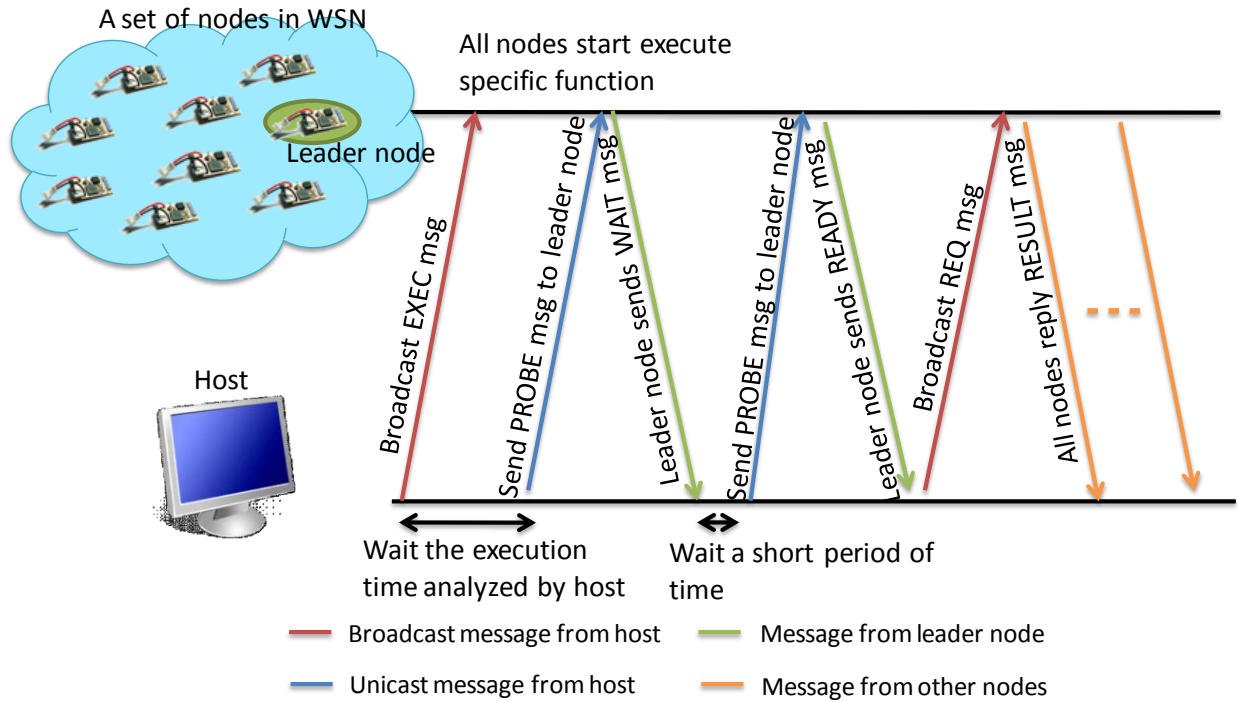 A set of nodes in WSN
All nodes start execute
specific function
Leader node
Broadcast EXEC msg
Send PROBE msg to leader node
Leader node sends WAIT msg
Send PROBE msg to leader node
Leader node sends READY msg
Broadcast REQ msg
All nodes reply RESULT msg
Host
Wait the execution
time analyzed by host
Wait a short period of
time
Broadcast message from host
Message from leader node
Unicast message from host
Message from other nodes